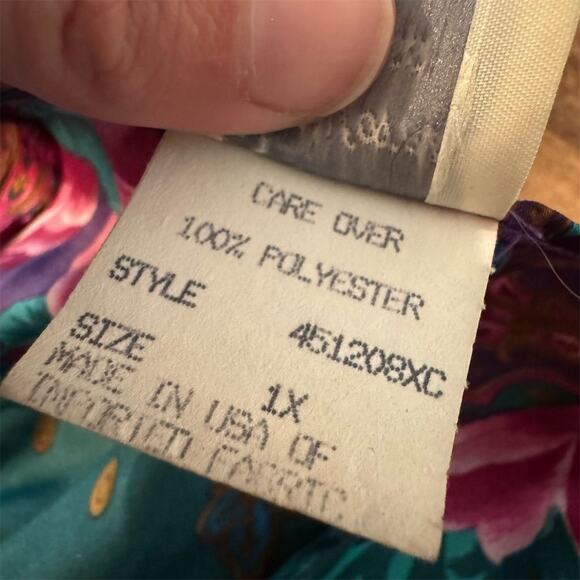 CARE OVER
100% POLYESTER
STYLE 451208XC
SIZE 1X
MADE IN USA OF
IMPORTED FABRIC